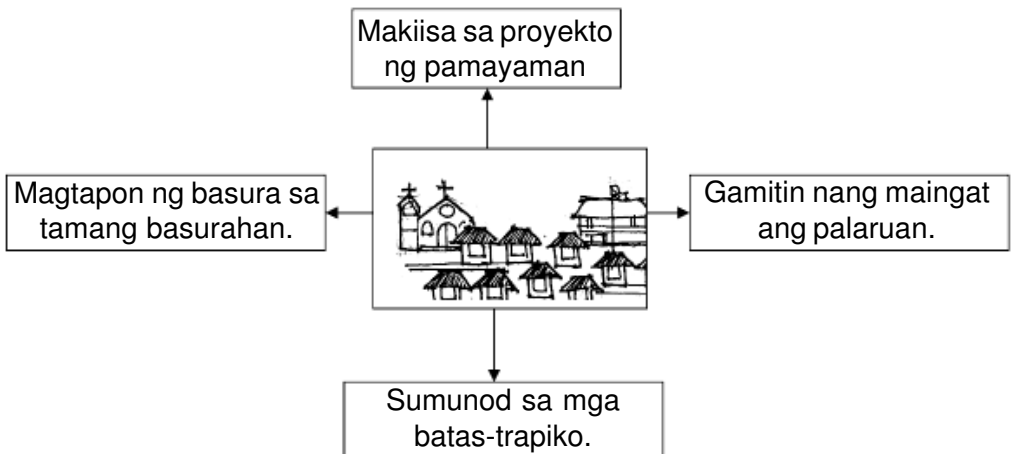 Makiisa sa proyekto
ng pamayaman
Magtapon ng basura sa
tamang basurahan.
Gamitin nang maingat
ang palaruan.
Sumunod sa mga
batas-trapiko.